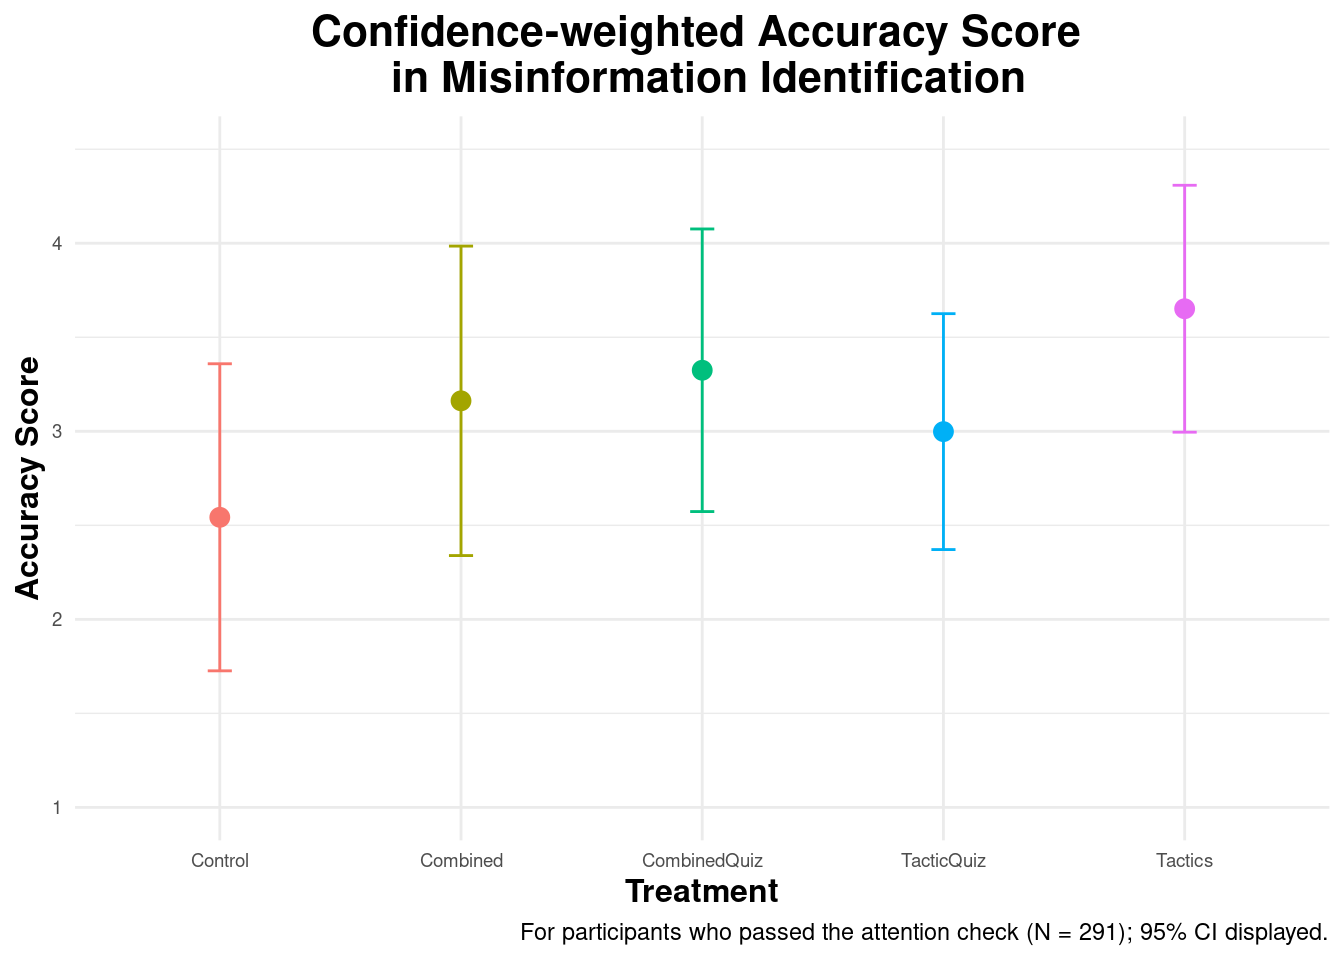 Confidence-weighted Accuracy Score
in Misinformation Identification
Accuracy Score
4
3
2
1
Control
Combined
CombinedQuiz
TacticQuiz
Tactics
Treatment
For participants who passed the attention check (N = 291); 95% CI displayed.